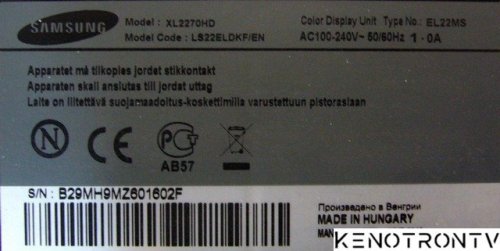 SAMSUNG
Model : XL2270HD
Model : LS22ELDKF/EN
Color Display Unit Type No.: EL22MS
AC100-240V~ 50/60Hz 1.0A
Apparatet må tilkoples jordet stikkontakt
Apparaten skall anslutas till jordat uttag
Laite on liitettävä suojamaadoitus-koskettimilla varustettuun pistorasiaan
N
CE
PG
AB57
S/N : B29MH9MZ601602F
Произведено в Венгрии
MADE IN HUNGARY
MAN
KENOTRONTV